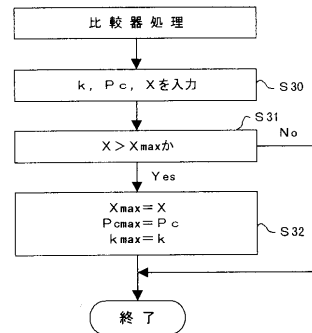 比較器処理
k, Pc, Xを入力
S30
S31
X>Xmaxか
No
Yes
Xmax=X
Pcmax=Pc
kmax=k
S32
終了